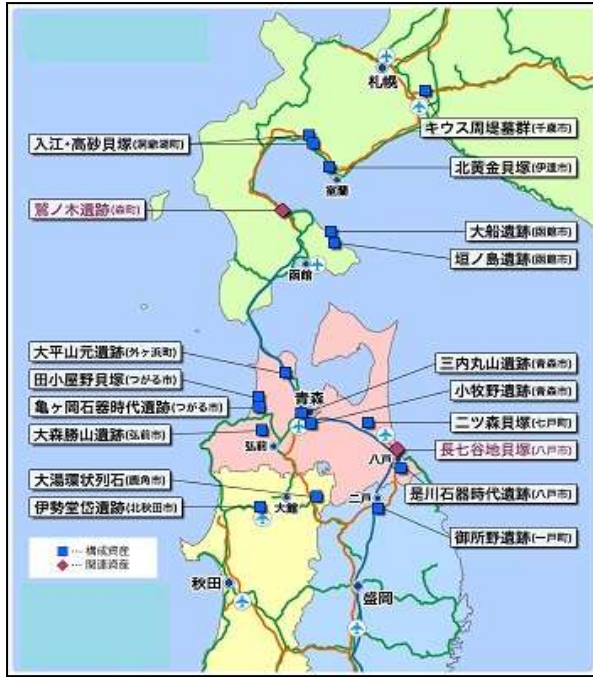 札幌
キウス周堤墓群(千歳市)
入江・高砂貝塚(洞爺湖町)
北黄金貝塚(伊達市)
室蘭
鷲ノ木遺跡(森町)
大船遺跡(函館市)
垣ノ島遺跡(函館市)
函館
大平山元遺跡(外ヶ浜町)
三内丸山遺跡(青森市)
田小屋野貝塚(つがる市)
青森
小牧野遺跡(青森市)
亀ヶ岡石器時代遺跡(つがる市)
二ツ森貝塚(七戸町)
大森勝山遺跡(弘前市)
弘前
八戸
長七谷地貝塚(八戸市)
大湯環状列石(鹿角市)
是川石器時代遺跡(八戸市)
伊勢堂岱遺跡(北秋田市)
大館
二戸
御所野遺跡(一戸町)
■… 構成資産
◆… 関連資産
秋田
盛岡